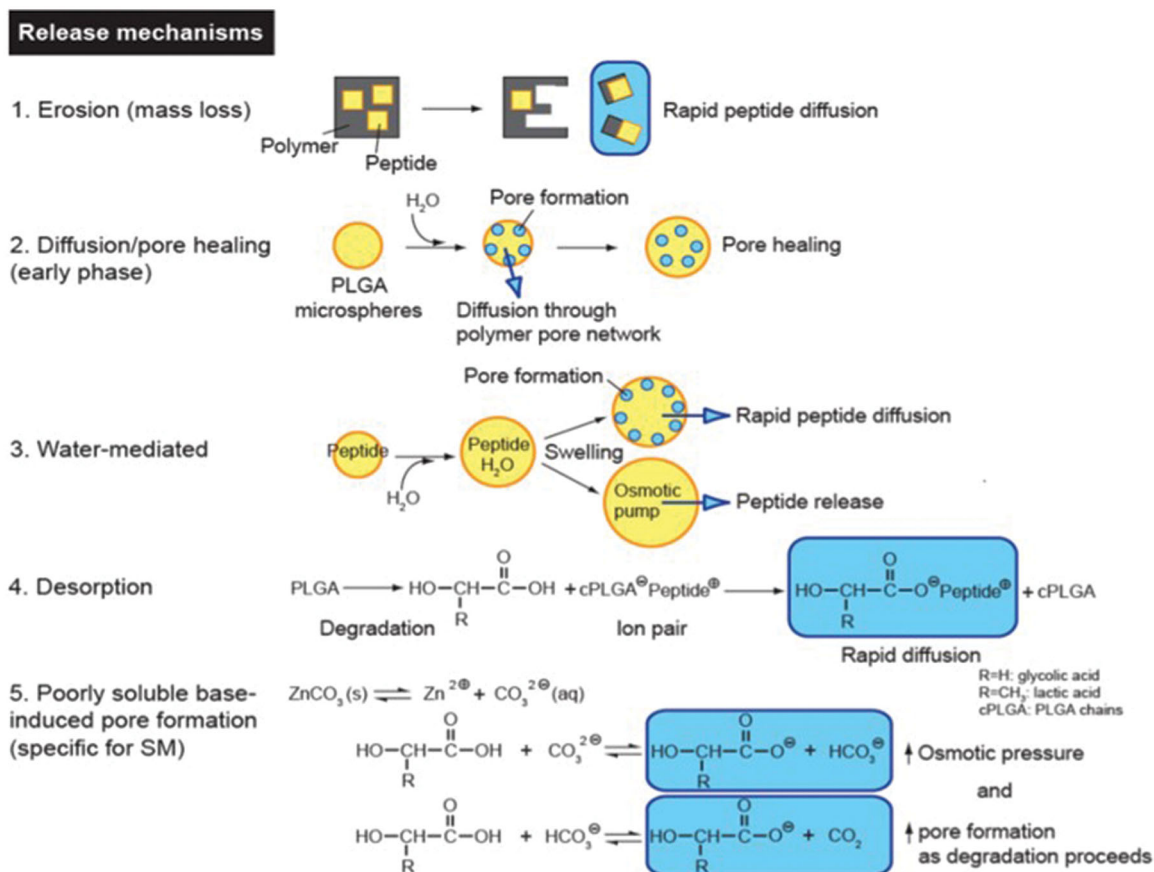 Release mechanisms
1. Erosion (mass loss)
Polymer
Peptide
Rapid peptide diffusion
2. Diffusion/pore healing
(early phase)
PLGA
microspheres
H₂O
Pore formation
Diffusion through
polymer pore network
Pore healing
3. Water-mediated
Peptide
H₂O
Peptide
H₂O
Swelling
Pore formation
Rapid peptide diffusion
Osmotic
pump
Peptide release
4. Desorption
PLGA
Degradation
O
HO–CH–C–OH + cPLGA⊖Peptide⊕
R
Ion pair
O
HO–CH–C–O⊖Peptide⊕ + cPLGA
R
Rapid diffusion
R=H: glycolic acid
R=CH₃: lactic acid
cPLGA: PLGA chains
5. Poorly soluble base-
induced pore formation
(specific for SM)
ZnCO₃(s) ⇌ Zn²⊕ + CO₃²⊖(aq)
O
HO–CH–C–OH + CO₃²⊖ ⇌
R
O
HO–CH–C–O⊖ + HCO₃⊖
R
↑ Osmotic pressure
and
O
HO–CH–C–OH + HCO₃⊖ ⇌
R
O
HO–CH–C–O⊖ + CO₂
R
↑ pore formation
as degradation proceeds